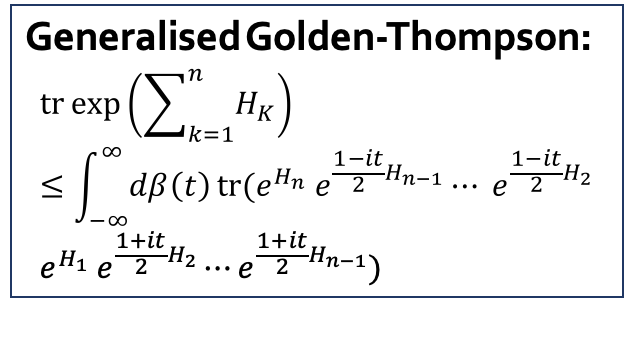 Generalised Golden-Thompson:
tr exp(∑ₖ₌₁ⁿ H_K)
≤ ∫_{-∞}^{∞} dβ(t) tr(e^{H_n} e^{\frac{1-it}{2}H_{n-1}} ⋯ e^{\frac{1-it}{2}H_2}
e^{H_1} e^{\frac{1+it}{2}H_2} ⋯ e^{\frac{1+it}{2}H_{n-1}})